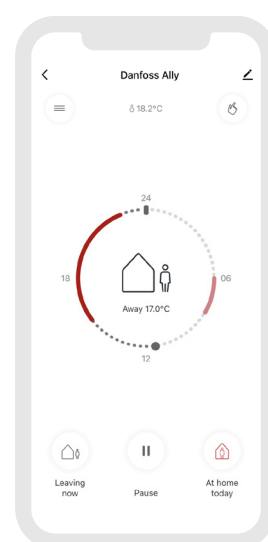 Danfoss Ally
18.2°C
24
18
06
Away 17.0°C
12
Leaving
now
Pause
At home
today